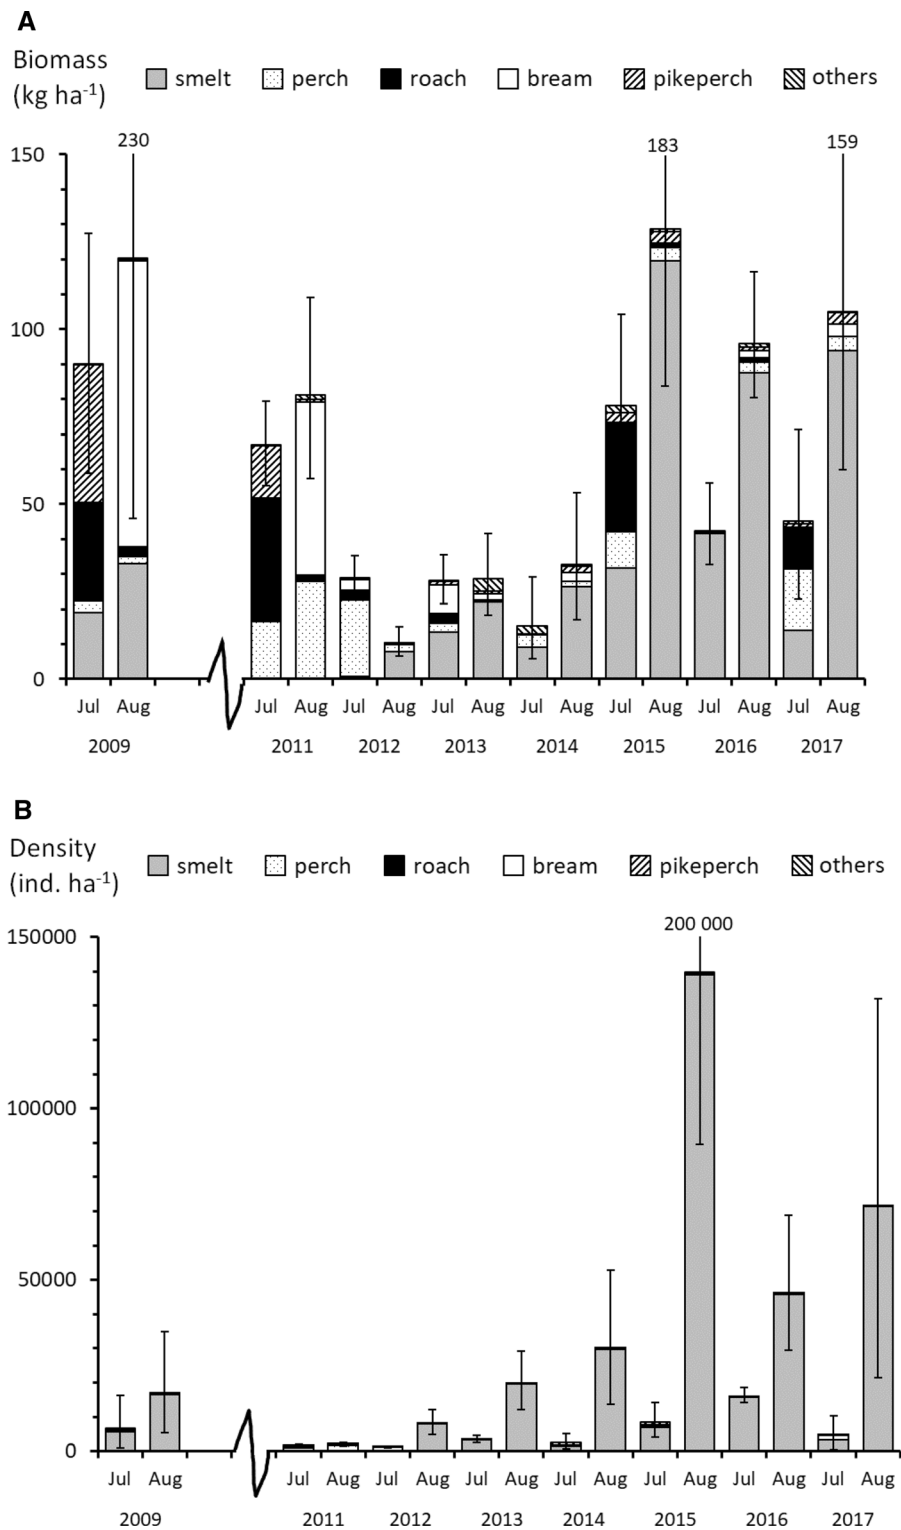 A
Biomass
(kg ha-1)
smelt perch roach bream pikeperch others
230 183 159
150
100
50
0
Jul Aug Jul Aug Jul Aug Jul Aug Jul Aug Jul Aug Jul Aug Jul Aug
2009 2011 2012 2013 2014 2015 2016 2017
B
Density
(ind. ha-1)
smelt perch roach bream pikeperch others
200 000
150000
100000
50000
0
Jul Aug Jul Aug Jul Aug Jul Aug Jul Aug Jul Aug Jul Aug Jul Aug
2009 2011 2012 2013 2014 2015 2016 2017